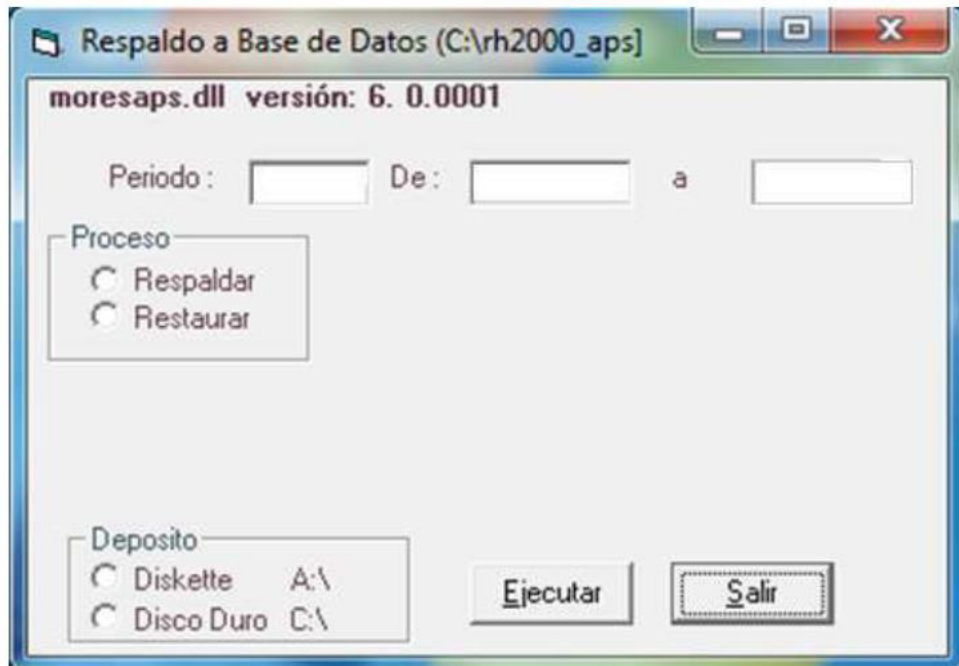 Respaldo a Base de Datos (C:\rh2000_aps]
moresaps.dll versión: 6. 0.0001
Periodo : De : a
Proceso
Respaldar
Restaurar
Deposito
Diskette A:\
Disco Duro C:\
Ejecutar Salir